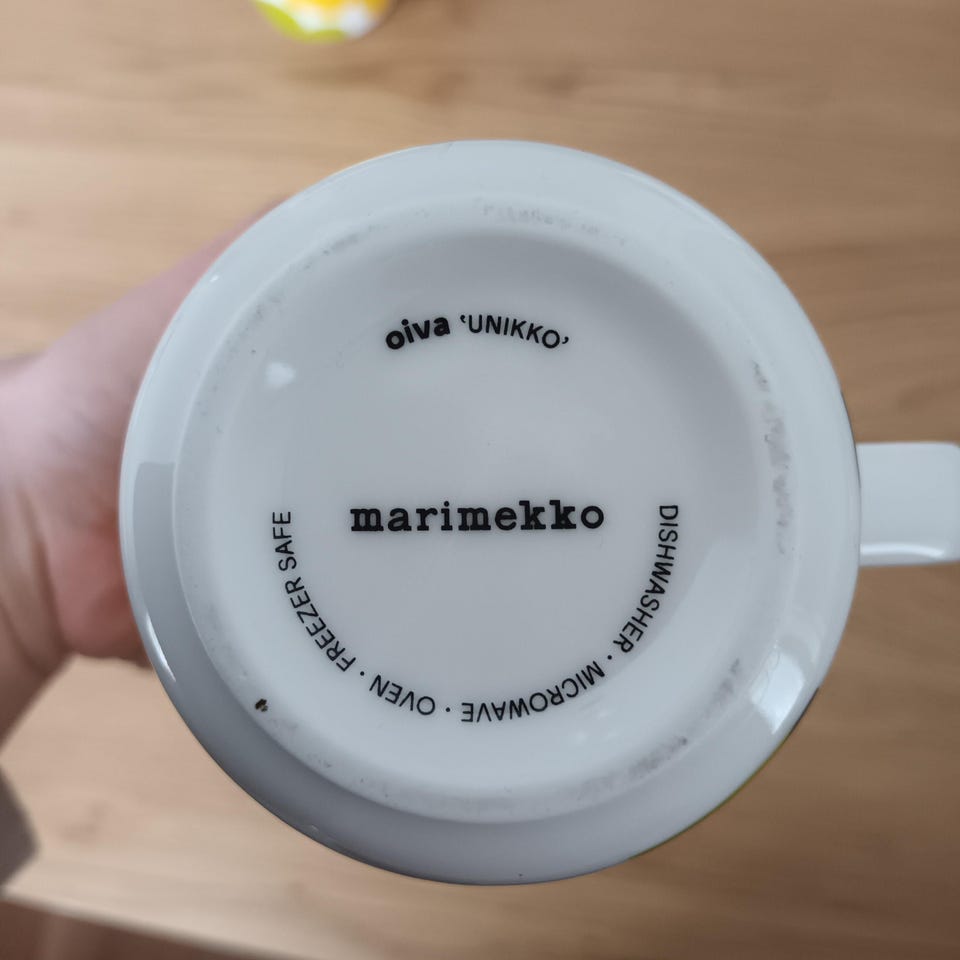 oiva ‘UNIKKO’
marimekko
DISHWASHER · MICROWAVE · OVEN · FREEZER SAFE